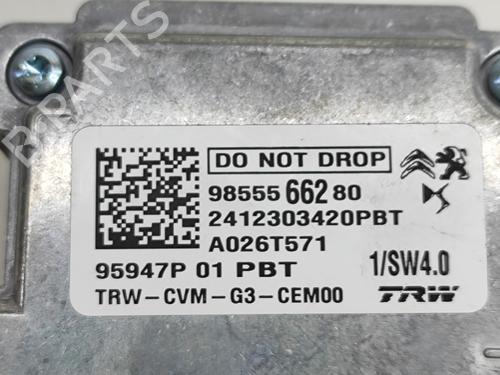 B-PARTS
DO NOT DROP
98555 662 80
2412303420PBT
A026T571
95947P 01 PBT 1/SW4.0
TRW-CVM-G3-CEM00 TRW